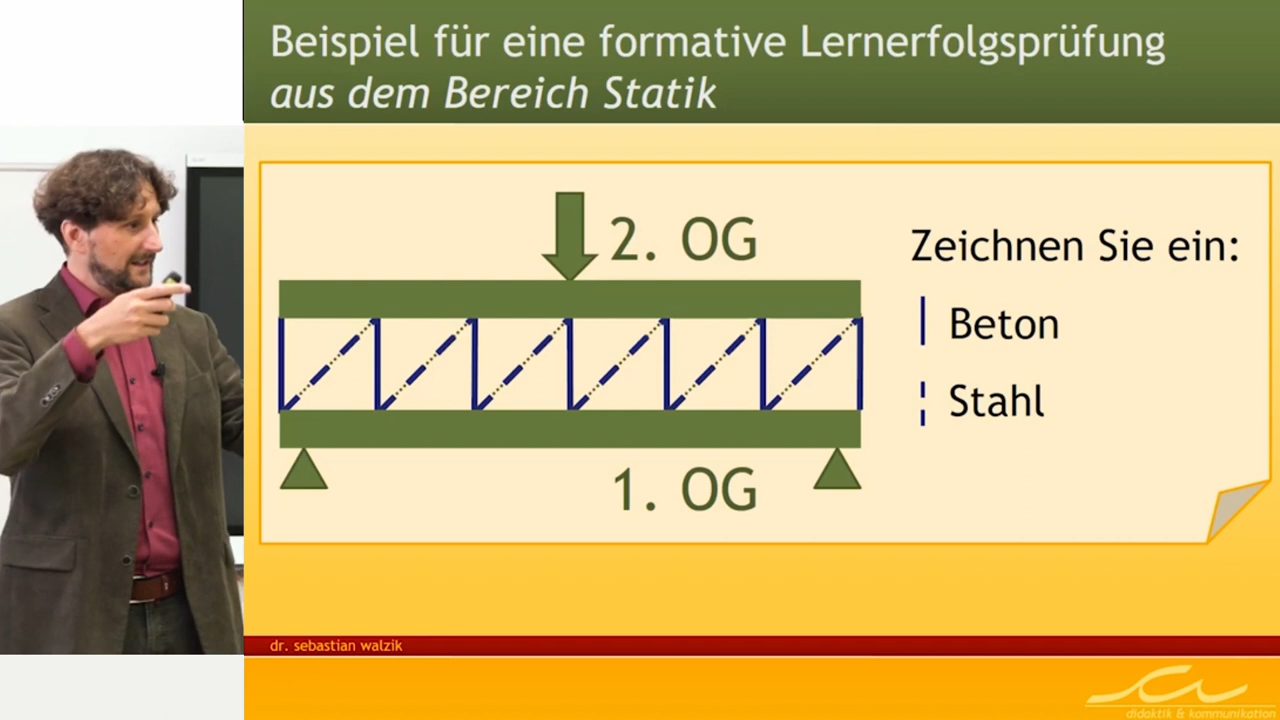 Beispiel für eine formative Lernerfolgsprüfung
aus dem Bereich Statik
2. OG
Zeichnen Sie ein:
Beton
Stahl
1. OG
dr. sebastian walzik
didaktik & kommunikation